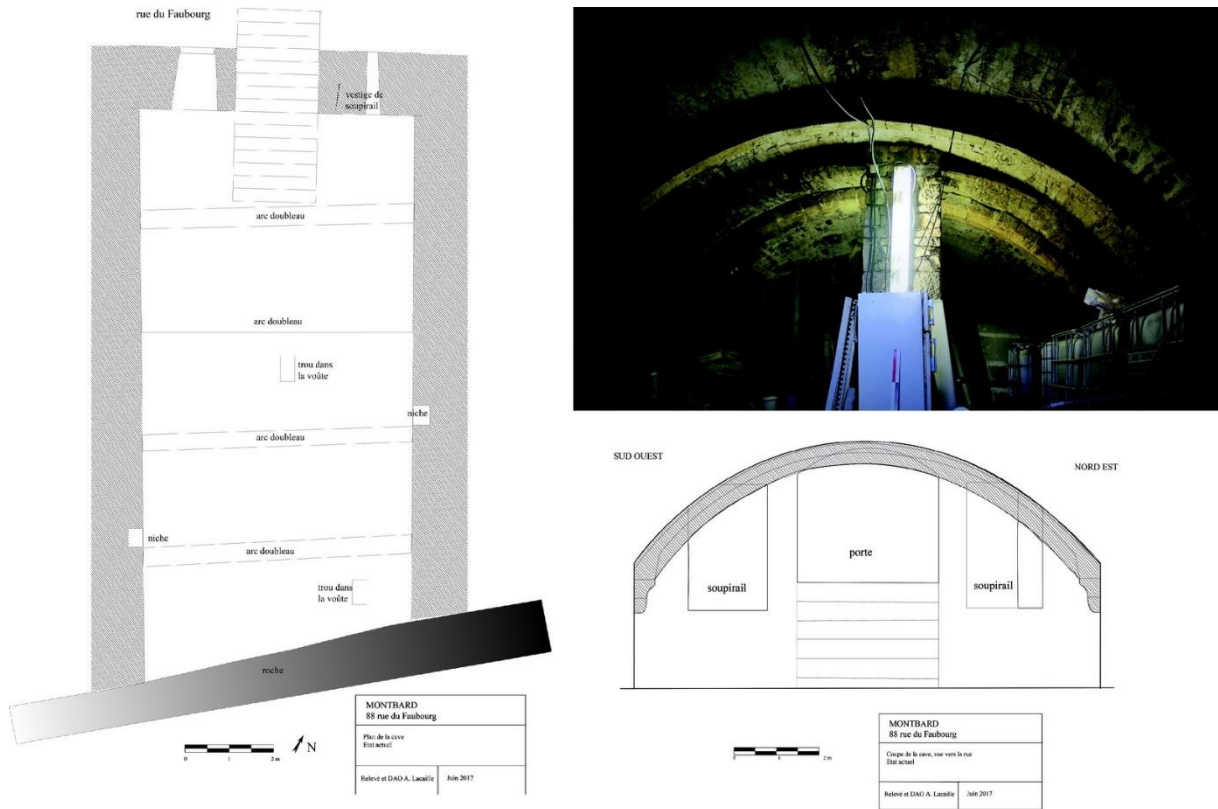 rue du Faubourg
vestige de
soupirail
arc doubleau
arc doubleau
trou dans
la voûte
niche
arc doubleau
niche
arc doubleau
trou dans
la voûte
roche
MONTBARD
88 rue du Faubourg
Plan de la cave
Etat actuel
Relevé et DAO A. Lacaille
Juin 2017
0 1 2 m
N
SUD OUEST
NORD EST
porte
soupirail
soupirail
MONTBARD
88 rue du Faubourg
Coupe de la cave, vue vers la rue
Etat actuel
Relevé et DAO A. Lacaille
Juin 2017
0 1 2 m